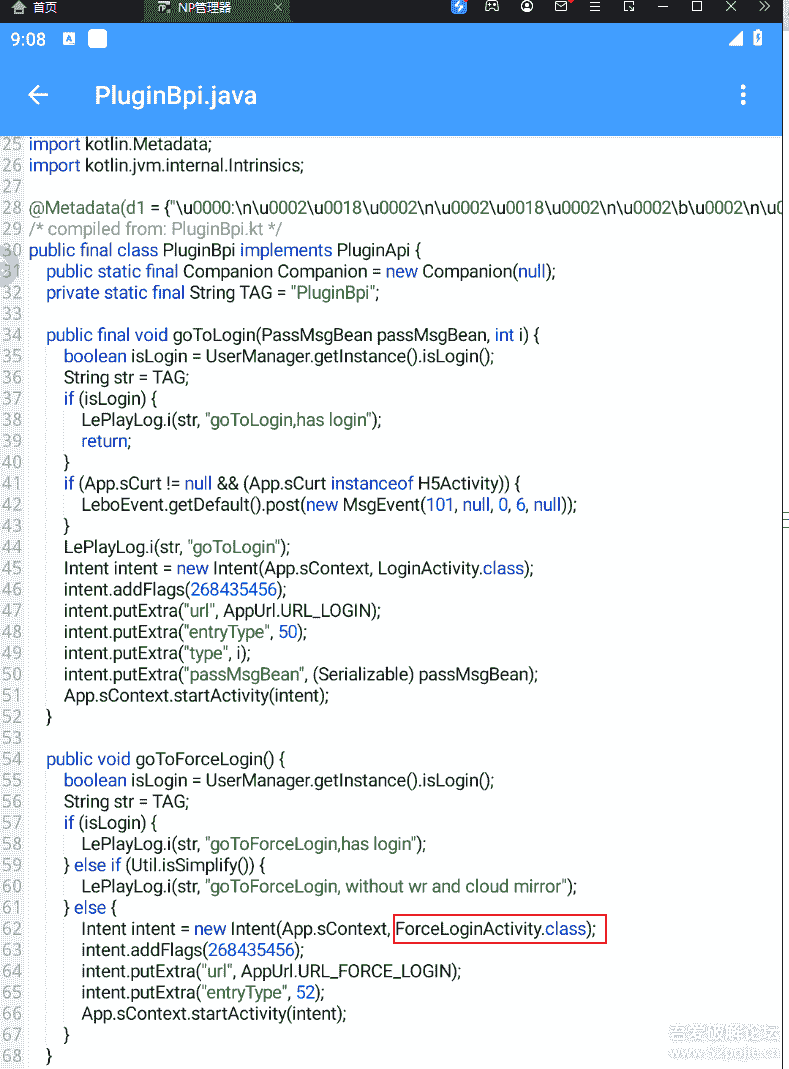 首页 NP管理器
9:08 A
PluginBpi.java
25 import kotlin.Metadata;
26 import kotlin.jvm.internal.Intrinsics;
27
28 @Metadata(d1 = {"\u0000:\n\u0002\u0018\u0002\n\u0002\u0018\u0002\n\u0002\b\u0002\n\u0
29 /* compiled from: PluginBpi.kt */
30 public final class PluginBpi implements PluginApi {
31 public static final Companion Companion = new Companion(null);
32 private static final String TAG = "PluginBpi";
33
34 public final void goToLogin(PassMsgBean passMsgBean, int i) {
35 boolean isLogin = UserManager.getInstance().isLogin();
36 String str = TAG;
37 if (isLogin) {
38 LePlayLog.i(str, "goToLogin,has login");
39 return;
40 }
41 if (App.sCurt != null && (App.sCurt instanceof H5Activity)) {
42 LeboEvent.getDefault().post(new MsgEvent(101, null, 0, 6, null));
43 }
44 LePlayLog.i(str, "goToLogin");
45 Intent intent = new Intent(App.sContext, LoginActivity.class);
46 intent.addFlags(268435456);
47 intent.putExtra("url", AppUrl.URL_LOGIN);
48 intent.putExtra("entryType", 50);
49 intent.putExtra("type", i);
50 intent.putExtra("passMsgBean", (Serializable) passMsgBean);
51 App.sContext.startActivity(intent);
52 }
53
54 public void goToForceLogin() {
55 boolean isLogin = UserManager.getInstance().isLogin();
56 String str = TAG;
57 if (isLogin) {
58 LePlayLog.i(str, "goToForceLogin,has login");
59 } else if (Util.isSimplify()) {
60 LePlayLog.i(str, "goToForceLogin, without wr and cloud mirror");
61 } else {
62 Intent intent = new Intent(App.sContext, ForceLoginActivity.class);
63 intent.addFlags(268435456);
64 intent.putExtra("url", AppUrl.URL_FORCE_LOGIN);
65 intent.putExtra("entryType", 52);
66 App.sContext.startActivity(intent);
67 }
68 }
吾爱破解论坛
www.52pojie.cn